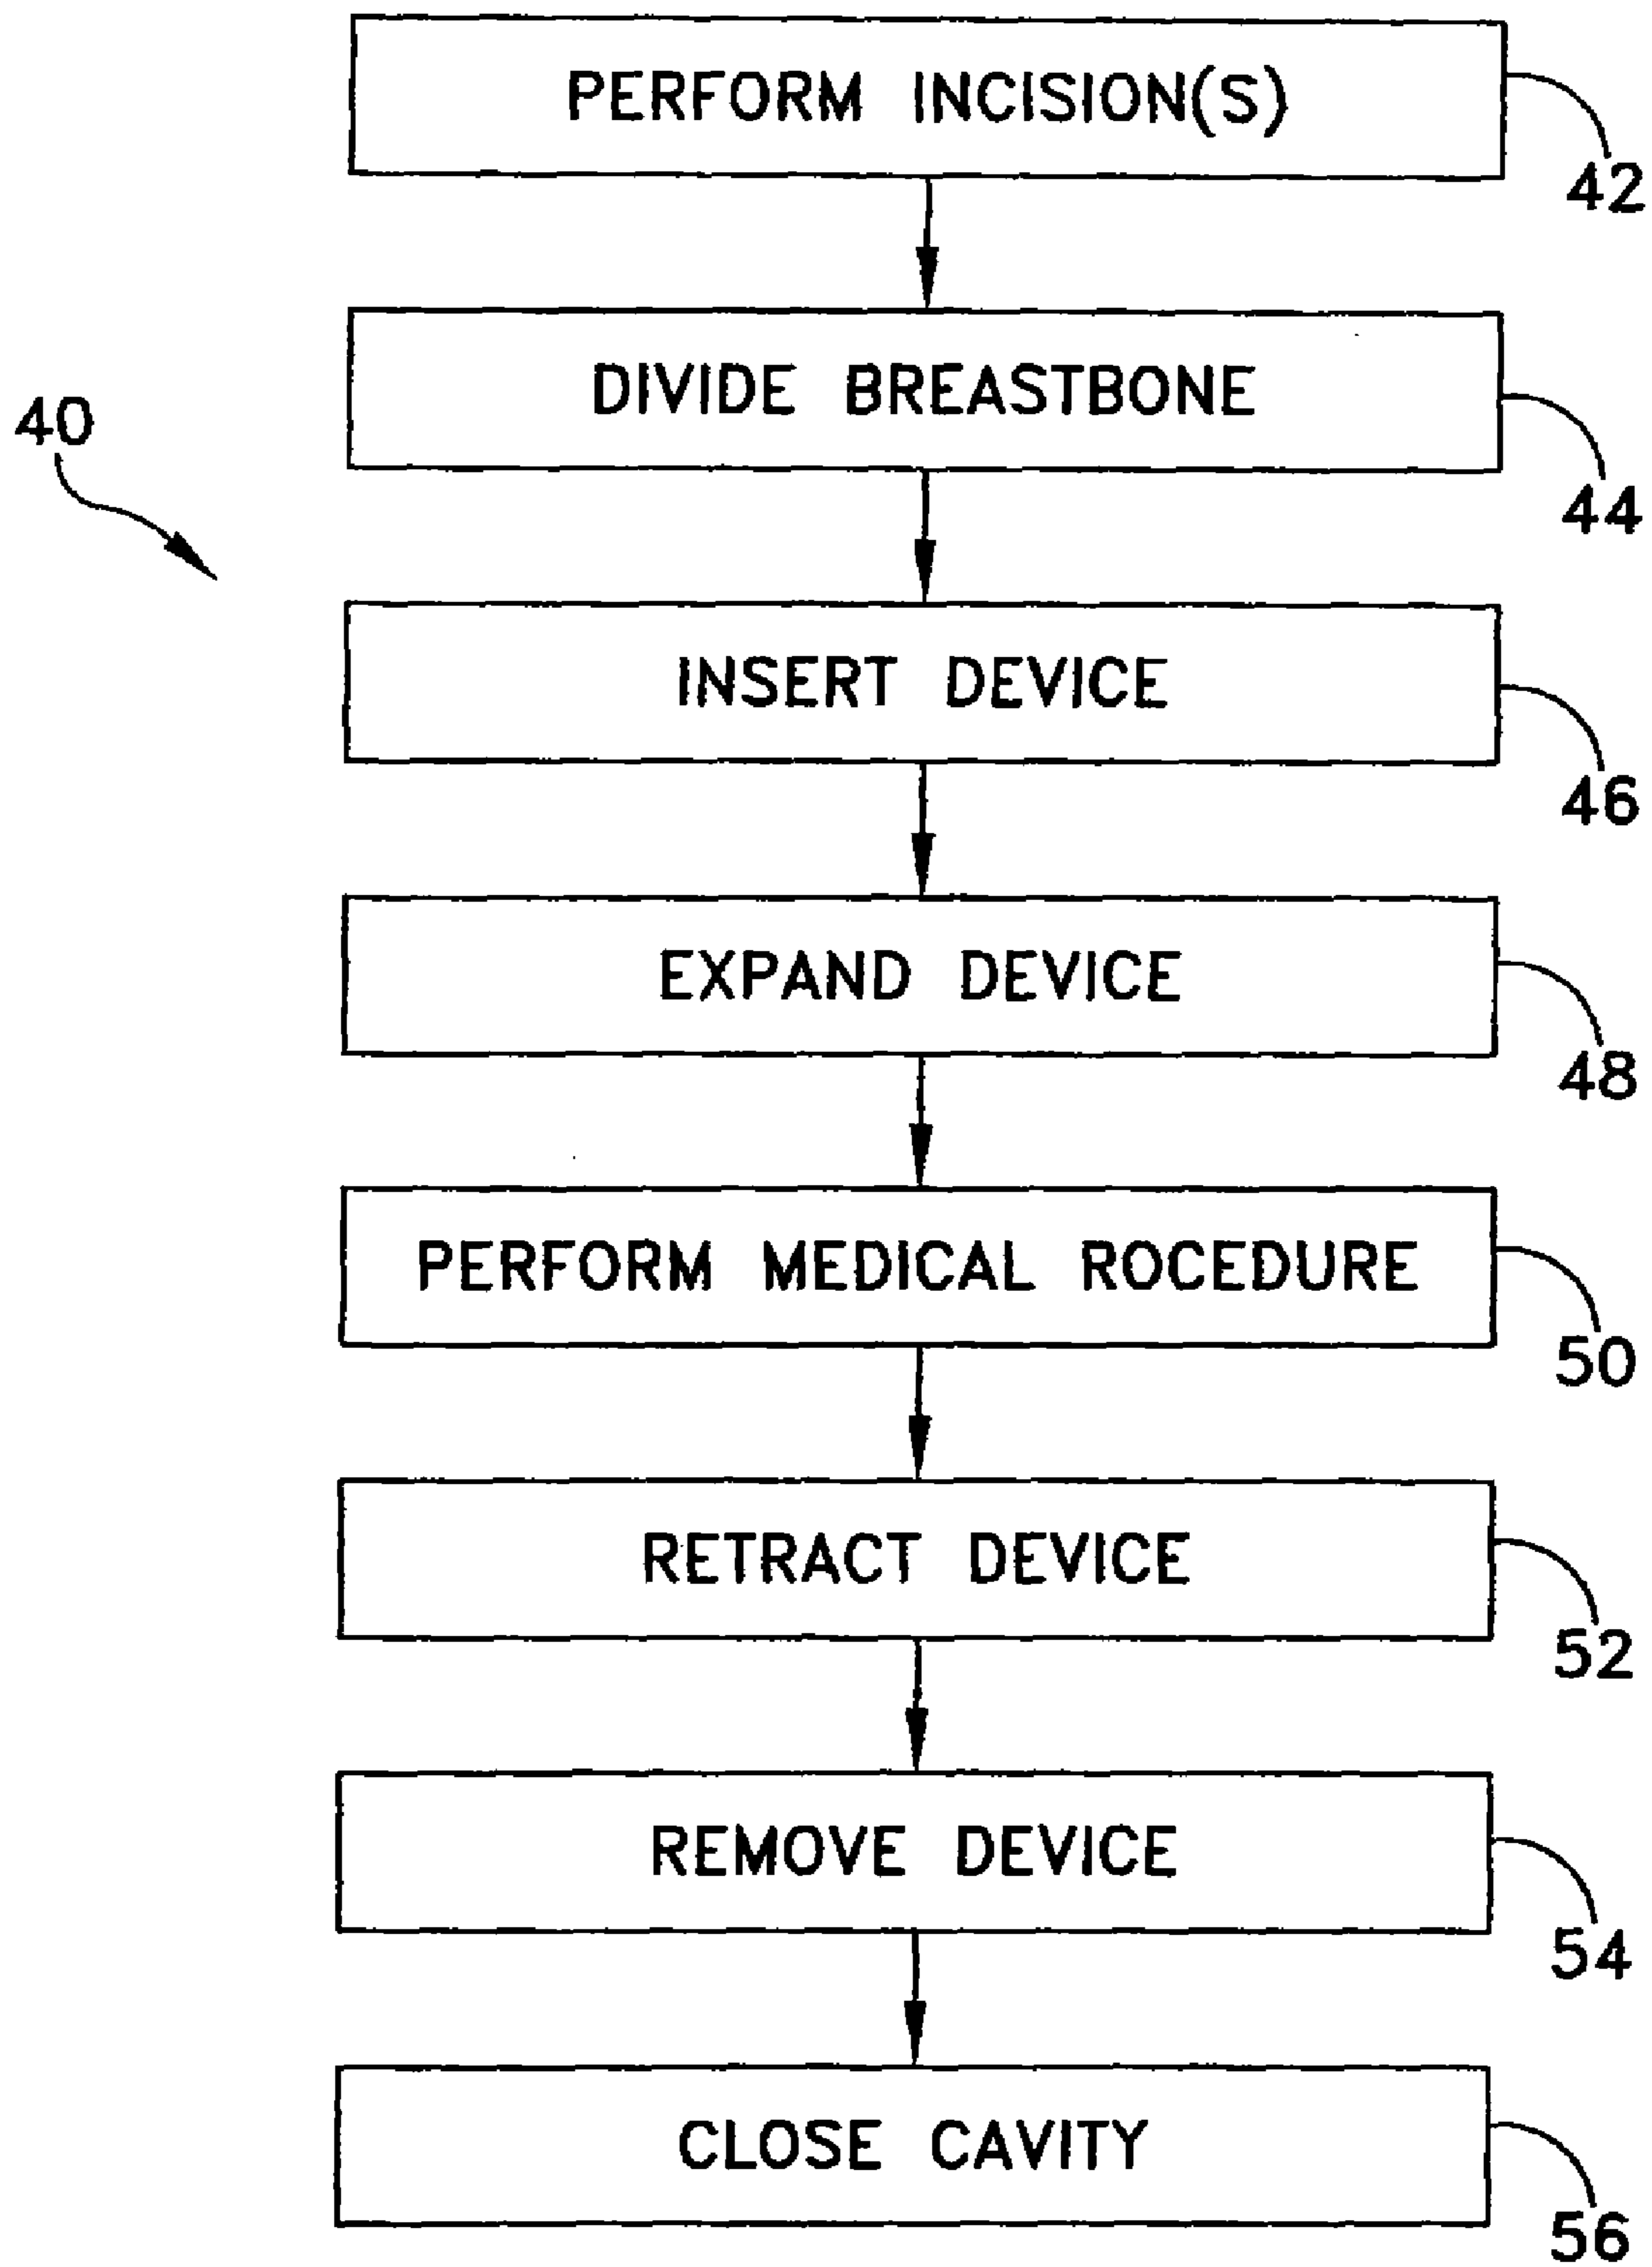 PERFORM INCISION(S)
42
DIVIDE BREASTBONE
44
40
INSERT DEVICE
46
EXPAND DEVICE
48
PERFORM MEDICAL ROCEDURE
50
RETRACT DEVICE
52
REMOVE DEVICE
54
CLOSE CAVITY
56